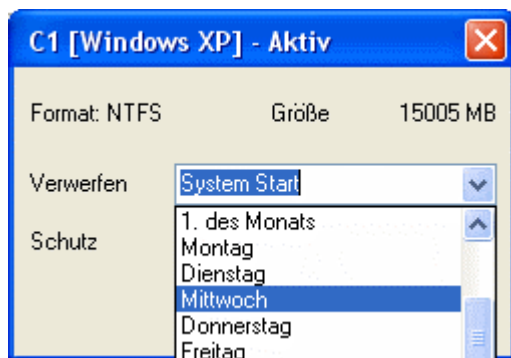 C1 [Windows XP] - Aktiv
Format: NTFS Größe 15005 MB
Verwerfen System Start
Schutz
1. des Monats
Montag
Dienstag
Mittwoch
Donnerstag
Freitag